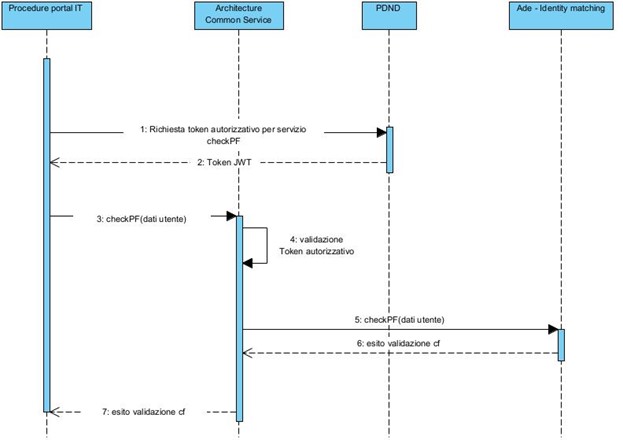 Procedure portal IT
Architecture
Common Service
PDND
Ade - Identity matching
1: Richiesta token autorizzativo per servizio
checkPF
2: Token JWT
3: checkPF(dati utente)
4: validazione
Token autorizzativo
5: checkPF(dati utente)
6: esito validazione cf
7: esito validazione cf